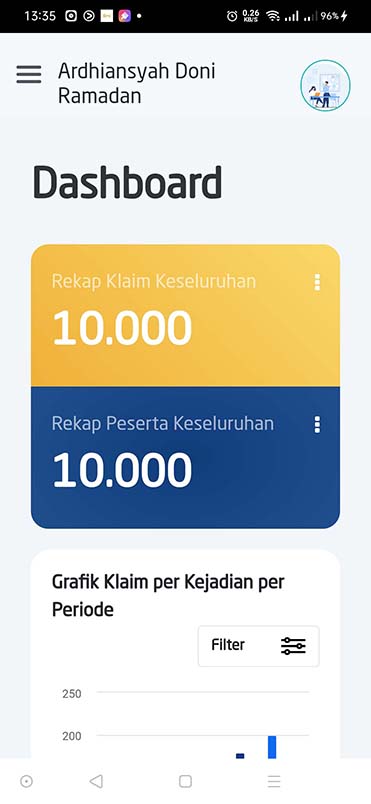 13:35
0.26
KB/S
96%
Ardhiansyah Doni
Ramadan
Dashboard
Rekap Klaim Keseluruhan
10.000
Rekap Peserta Keseluruhan
10.000
Grafik Klaim per Kejadian per
Periode
Filter
250
200